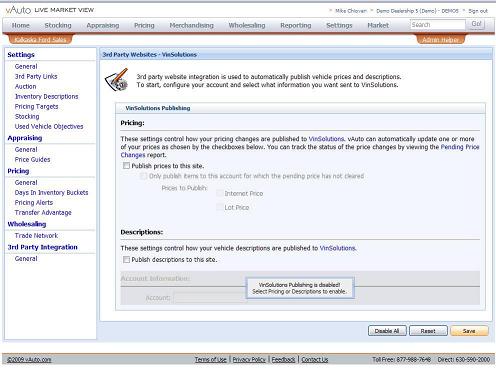 vAuto LIVE MARKET VIEW
Mike Chiovari Demo Dealership 5 (Demo) - DEMOS Sign out
Home Stocking Appraising Pricing Merchandising Wholesaling Reporting Settings Market Search Go!
Kalkaska Ford Sales Admin Helper
Settings
General
3rd Party Links
Auction
Inventory Descriptions
Pricing Targets
Stocking
Used Vehicle Objectives
Appraising
General
Price Guides
Pricing
General
Days In Inventory Buckets
Pricing Alerts
Transfer Advantage
Wholesaling
Trade Network
3rd Party Integration
General
3rd Party Websites - VinSolutions
3rd party website integration is used to automatically publish vehicle prices and descriptions.
To start, configure your account and select what information you want sent to VinSolutions.
VinSolutions Publishing
Pricing:
These settings control how your pricing changes are published to VinSolutions. vAuto can automatically update one or more
of your prices as chosen by the checkboxes below. You can track the status of the price changes by viewing the Pending Price
Changes report.
Publish prices to this site.
Only publish items to this account for which the pending price has not cleared
Prices to Publish: Internet Price
Lot Price
Descriptions:
These settings control how your vehicle descriptions are published to VinSolutions.
Publish descriptions to this site.
Account Information:
Account:
VinSolutions Publishing is disabled!
Select Pricing or Descriptions to enable.
Disable All Reset Save
©2009 vAuto.com Terms of Use | Privacy Policy | Feedback | Contact Us Toll Free: 877-988-7648 Direct: 630-590-2000